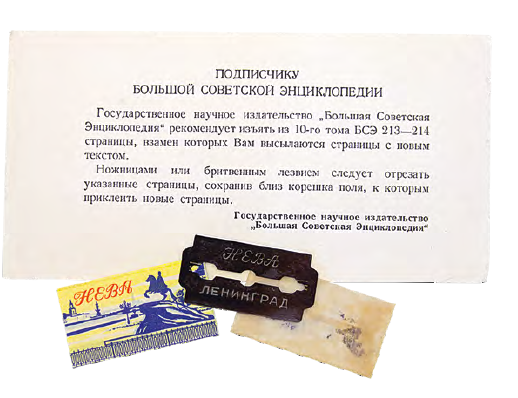 ПОДПИСЧИКУ
БОЛЬШОЙ СОВЕТСКОЙ ЭНЦИКЛОПЕДИИ
Государственное научное издательство „Большая Советская
Энциклопедия“ рекомендует изъять из 10-го тома БСЭ 213—214
страницы, взамен которых Вам высылаются страницы с новым
текстом.
Ножницами или бритвенным лезвием следует отрезать
указанные страницы, сохранив близ корешка поля, к которым
приклеить новые страницы.
Государственное научное издательство
„Большая Советская Энциклопедия“
НЕВА
НЕВА
ЛЕНИНГРАД